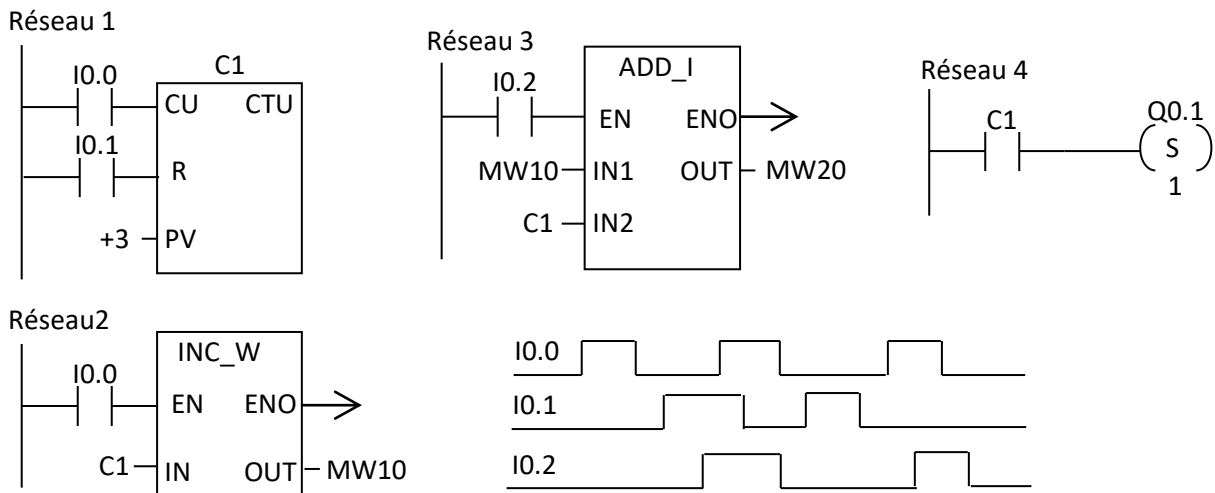 Réseau 1
I0.0
C1
CU CTU
I0.1
R
+3 PV
Réseau 3
I0.2
ADD_I
EN ENO
MW10 IN1 OUT MW20
C1 IN2
Réseau 4
C1
Q0.1
S
1
Réseau2
I0.0
INC_W
EN ENO
C1 IN OUT MW10
I0.0
I0.1
I0.2